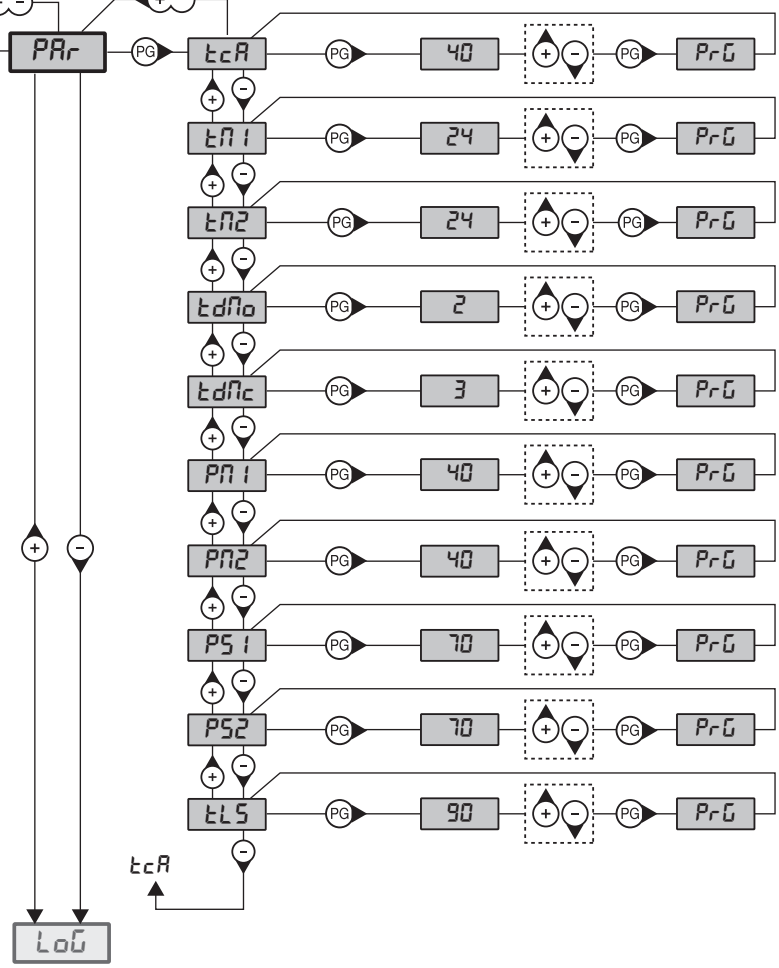 − +
PAr PG tcA PG 40 + − PG PrG
+ −
tM1 PG 24 + − PG PrG
+ −
tM2 PG 24 + − PG PrG
+ −
tdMo PG 2 + − PG PrG
+ −
tdMc PG 3 + − PG PrG
+ −
PM1 PG 40 + − PG PrG
+ −
+ −
PM2 PG 40 + − PG PrG
+ −
PS1 PG 70 + − PG PrG
+ −
PS2 PG 70 + − PG PrG
+ −
tLS PG 90 + − PG PrG
−
tcA
LoG